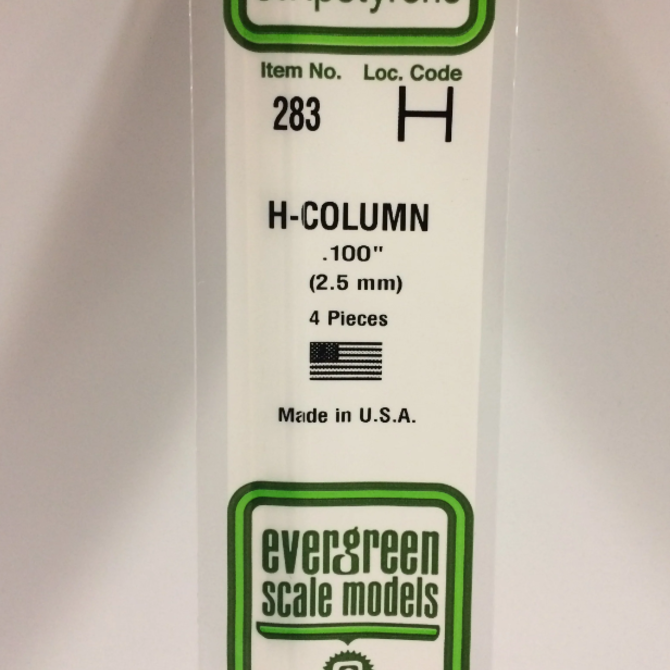 Item No. Loc. Code
283 H
H-COLUMN
.100"
(2.5 mm)
4 Pieces
Made in U.S.A.
evergreen
scale models